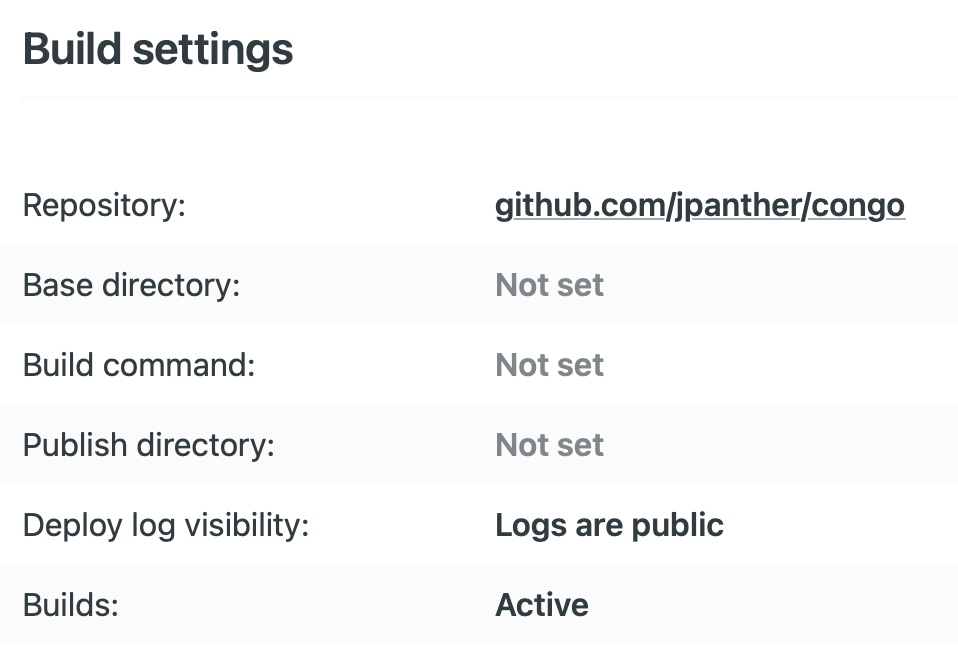 Build settings
Repository: github.com/jpanther/congo
Base directory: Not set
Build command: Not set
Publish directory: Not set
Deploy log visibility: Logs are public
Builds: Active